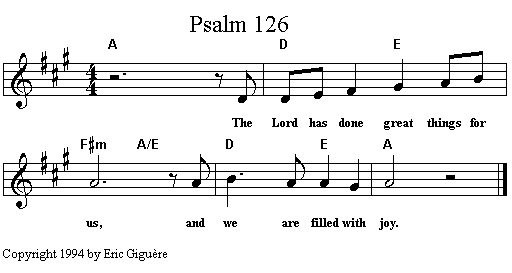 Psalm 126
A D E
4
4
The Lord has done great things for
F#m A/E D E A
us, and we are filled with joy.
Copyright 1994 by Eric Giguère